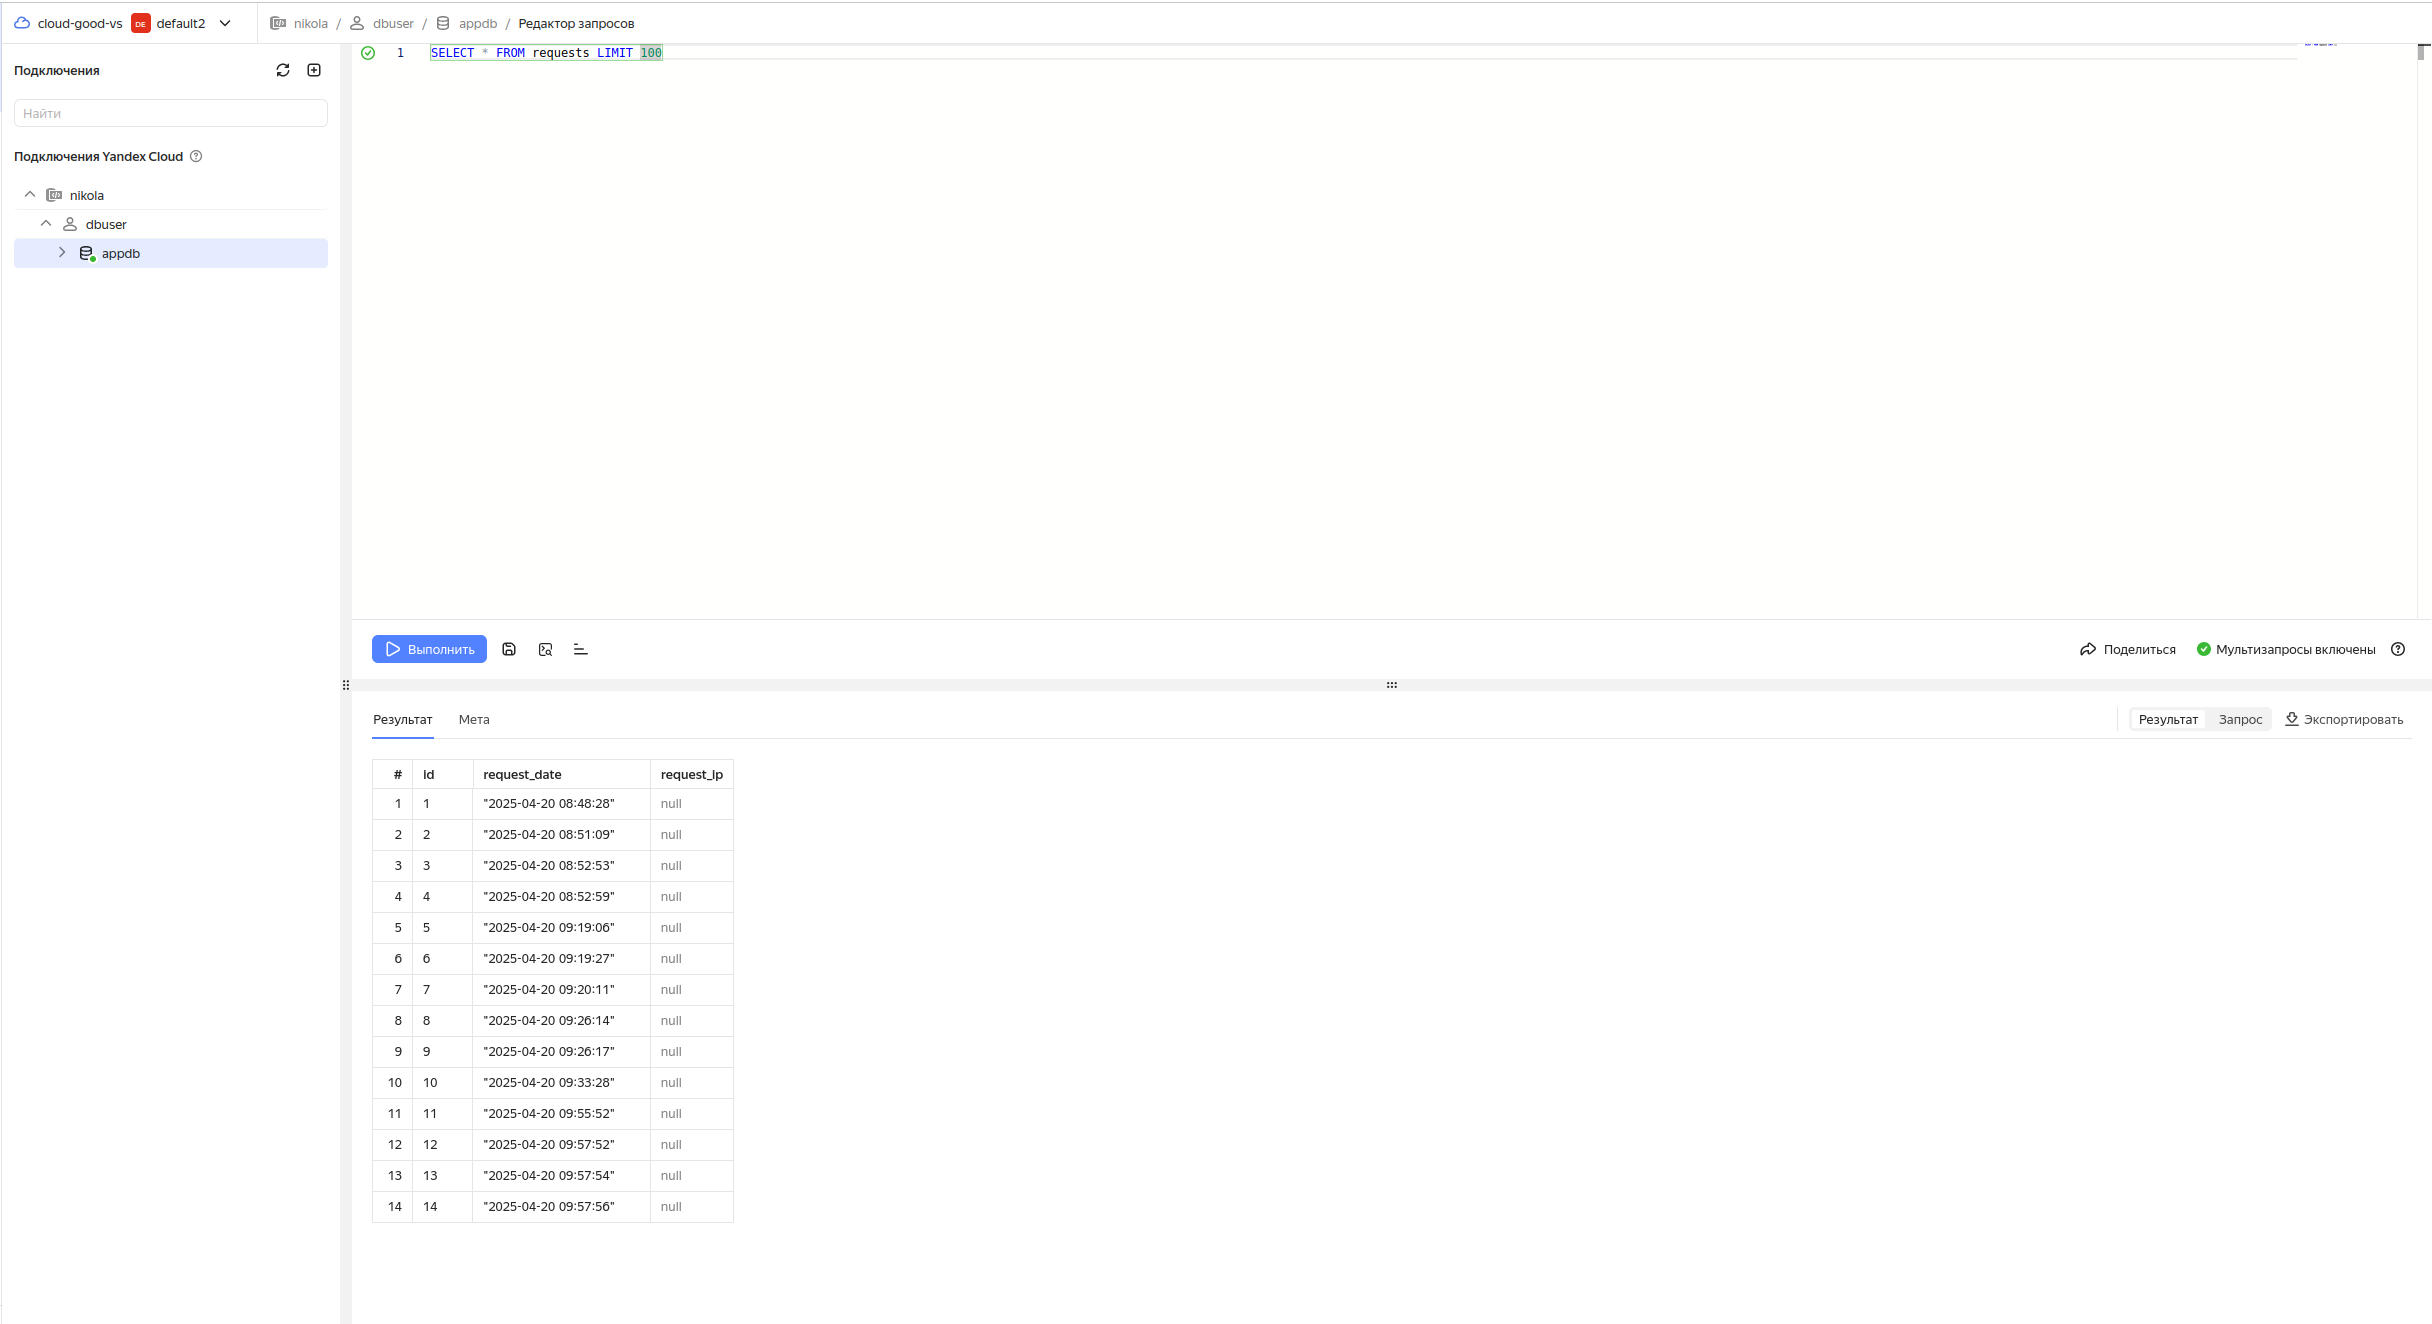 cloud-good-vs DE default2 nikola / dbuser / appdb / Редактор запросов
Подключения
Найти
Подключения Yandex Cloud
nikola
dbuser
appdb
1 SELECT * FROM requests LIMIT 100
Выполнить Поделиться Мультизапросы включены
Результат Мета Результат Запрос Экспортировать
# id request_date request_ip
1 1 "2025-04-20 08:48:28" null
2 2 "2025-04-20 08:51:09" null
3 3 "2025-04-20 08:52:53" null
4 4 "2025-04-20 08:52:59" null
5 5 "2025-04-20 09:19:06" null
6 6 "2025-04-20 09:19:27" null
7 7 "2025-04-20 09:20:11" null
8 8 "2025-04-20 09:26:14" null
9 9 "2025-04-20 09:26:17" null
10 10 "2025-04-20 09:33:28" null
11 11 "2025-04-20 09:55:52" null
12 12 "2025-04-20 09:57:52" null
13 13 "2025-04-20 09:57:54" null
14 14 "2025-04-20 09:57:56" null